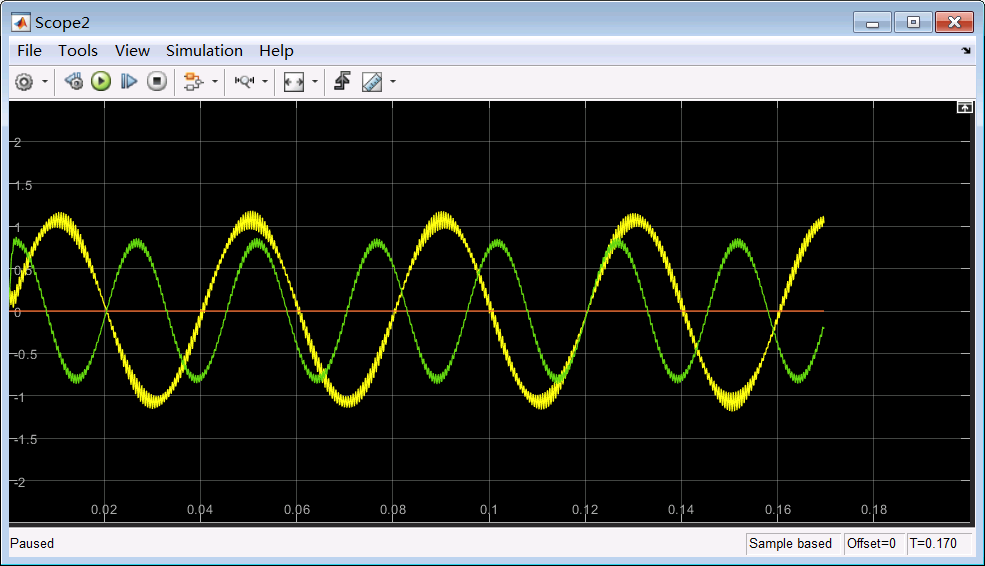 Scope2
File Tools View Simulation Help
2
1.5
1
0.5
0
-0.5
-1
-1.5
-2
0.02 0.04 0.06 0.08 0.1 0.12 0.14 0.16 0.18
Paused Sample based Offset=0 T=0.170